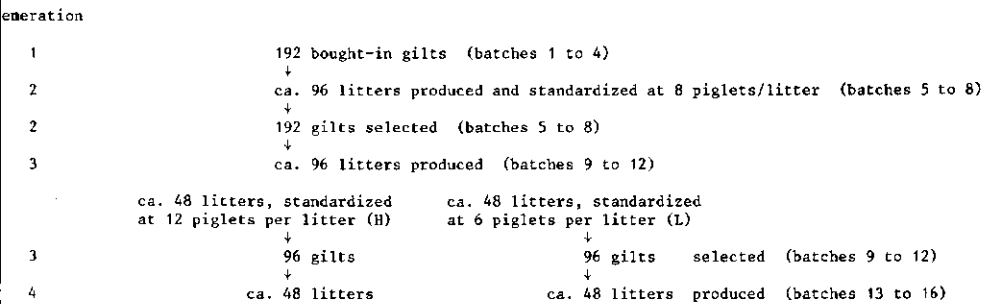 eneration
1 192 bought-in gilts (batches 1 to 4)
↓
2 ca. 96 litters produced and standardized at 8 piglets/litter (batches 5 to 8)
↓
2 192 gilts selected (batches 5 to 8)
↓
3 ca. 96 litters produced (batches 9 to 12)
ca. 48 litters, standardized ca. 48 litters, standardized
at 12 piglets per litter (H) at 6 piglets per litter (L)
↓ ↓
3 96 gilts 96 gilts selected (batches 9 to 12)
↓ ↓
4 ca. 48 litters ca. 48 litters produced (batches 13 to 16)